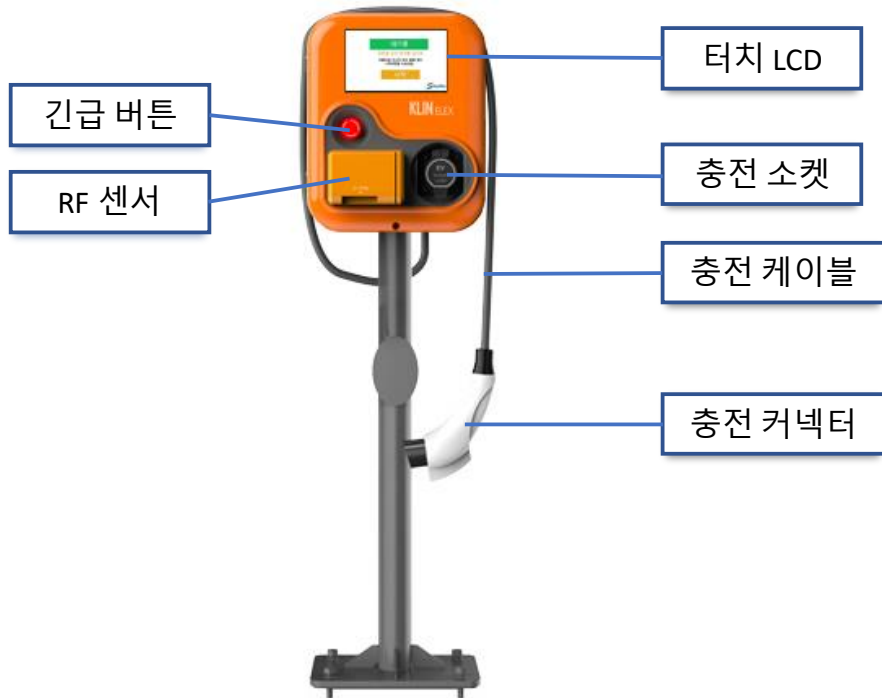 터치 LCD
긴급 버튼
KLIN ELEX
RF 센서
충전 소켓
EV
충전 케이블
충전 커넥터